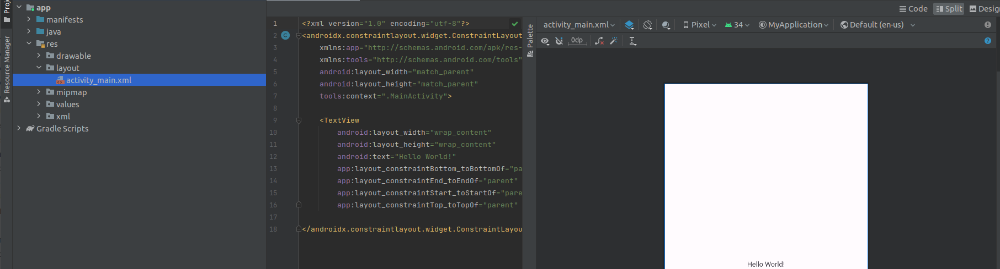 Proje
Resource Manager
app
manifests
java
res
drawable
layout
activity_main.xml
mipmap
values
xml
Gradle Scripts
1 <?xml version="1.0" encoding="utf-8"?>
2 <androidx.constraintlayout.widget.ConstraintLayout
3 xmlns:app="http://schemas.android.com/apk/res-
4 xmlns:tools="http://schemas.android.com/tools"
5 android:layout_width="match_parent"
6 android:layout_height="match_parent"
7 tools:context=".MainActivity">
8
9 <TextView
10 android:layout_width="wrap_content"
11 android:layout_height="wrap_content"
12 android:text="Hello World!"
13 app:layout_constraintBottom_toBottomOf="pa
14 app:layout_constraintEnd_toEndOf="parent"
15 app:layout_constraintStart_toStartOf="pare
16 app:layout_constraintTop_toTopOf="parent"
17
18 </androidx.constraintlayout.widget.ConstraintLayou
Code Split Design
Palette
activity_main.xml Pixel 34 MyApplication Default (en-us)
0dp
Hello World!